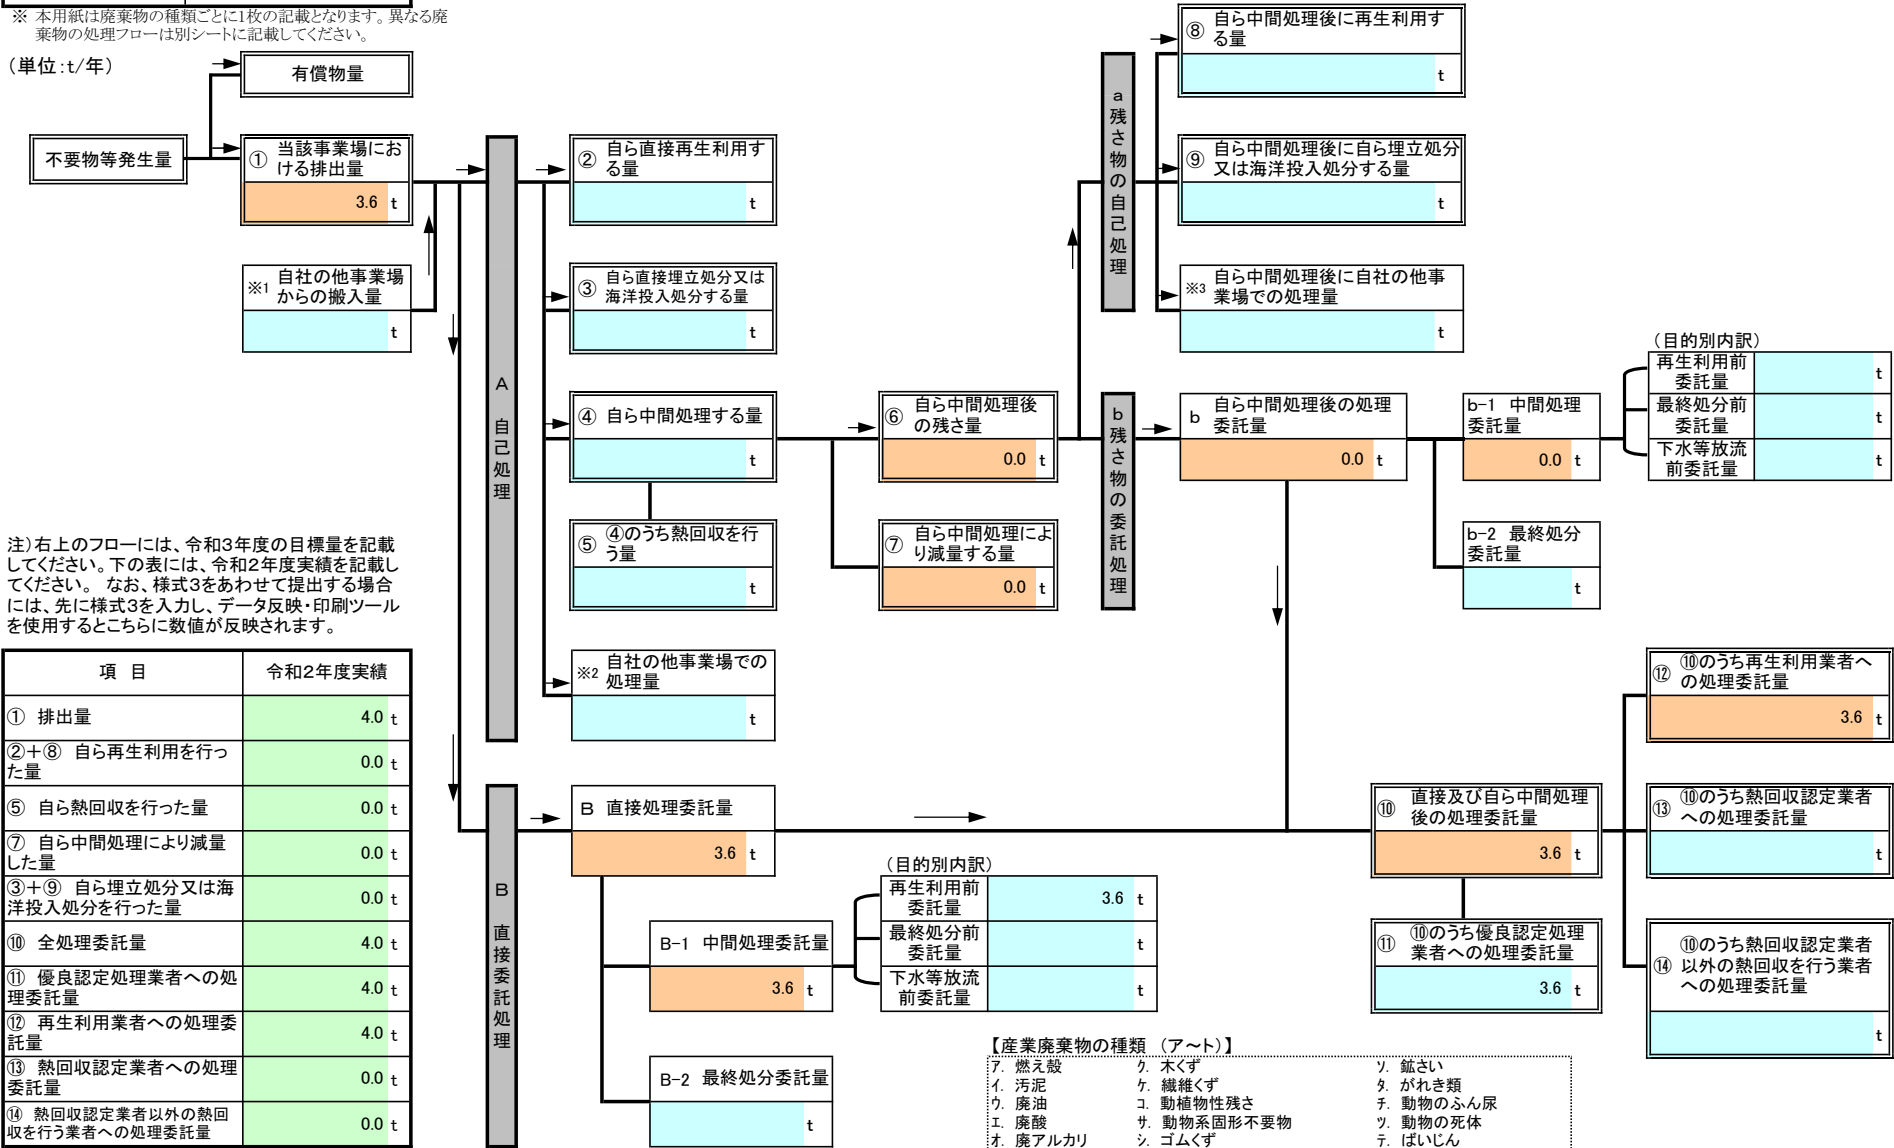 ※ 本用紙は廃棄物の種類ごとに1枚の記載となります。異なる廃
棄物の処理フローは別シートに記載してください。
（単位:t/年）
有償物量
不要物等発生量
① 当該事業場にお
ける排出量
3.6 t
※1 自社の他事業場
からの搬入量
t
A 自己処理
② 自ら直接再生利用す
る量
t
③ 自ら直接埋立処分又は
海洋投入処分する量
t
④ 自ら中間処理する量
t
⑤ ④のうち熱回収を行
う量
t
※2 自社の他事業場での
処理量
t
⑥ 自ら中間処理後
の残さ量
0.0 t
⑦ 自ら中間処理によ
り減量する量
0.0 t
a 残さ物の自己処理
⑧ 自ら中間処理後に再生利用す
る量
t
⑨ 自ら中間処理後に自ら埋立処分
又は海洋投入処分する量
t
※3 自ら中間処理後に自社の他事
業場での処理量
t
b 残さ物の委託処理
b 自ら中間処理後の処理
委託量
0.0 t
b-1 中間処理
委託量
0.0 t
b-2 最終処分
委託量
t
（目的別内訳）
再生利用前
委託量
t
最終処分前
委託量
t
下水等放流
前委託量
t
注）右上のフローには、令和3年度の目標量を記載
してください。下の表には、令和2年度実績を記載し
てください。 なお、様式3をあわせて提出する場合
には、先に様式3を入力し、データ反映・印刷ツール
を使用するとこちらに数値が反映されます。
項 目 令和2年度実績
① 排出量 4.0 t
②＋⑧ 自ら再生利用を行っ
た量 0.0 t
⑤ 自ら熱回収を行った量 0.0 t
⑦ 自ら中間処理により減量
した量 0.0 t
③＋⑨ 自ら埋立処分又は海
洋投入処分を行った量 0.0 t
⑩ 全処理委託量 4.0 t
⑪ 優良認定処理業者への処
理委託量 4.0 t
⑫ 再生利用業者への処理委
託量 4.0 t
⑬ 熱回収認定業者への処理
委託量 0.0 t
⑭ 熱回収認定業者以外の熱回
収を行う業者への処理委託量 0.0 t
B 直接委託処理
B 直接処理委託量
3.6 t
B-1 中間処理委託量
3.6 t
B-2 最終処分委託量
t
（目的別内訳）
再生利用前
委託量
3.6 t
最終処分前
委託量
t
下水等放流
前委託量
t
⑩ 直接及び自ら中間処理
後の処理委託量
3.6 t
⑪ ⑩のうち優良認定処理
業者への処理委託量
3.6 t
⑫ ⑩のうち再生利用業者へ
の処理委託量
3.6 t
⑬ ⑩のうち熱回収認定業者
への処理委託量
t
⑭ ⑩のうち熱回収認定業者
以外の熱回収を行う業者
への処理委託量
t
【産業廃棄物の種類 （ア～ト）】
ア. 燃え殻 ク. 木くず ソ. 鉱さい
イ. 汚泥 ケ. 繊維くず タ. がれき類
ウ. 廃油 コ. 動植物性残さ チ. 動物のふん尿
エ. 廃酸 サ. 動物系固形不要物 ツ. 動物の死体
オ. 廃アルカリ シ. ゴムくず テ. ばいじん